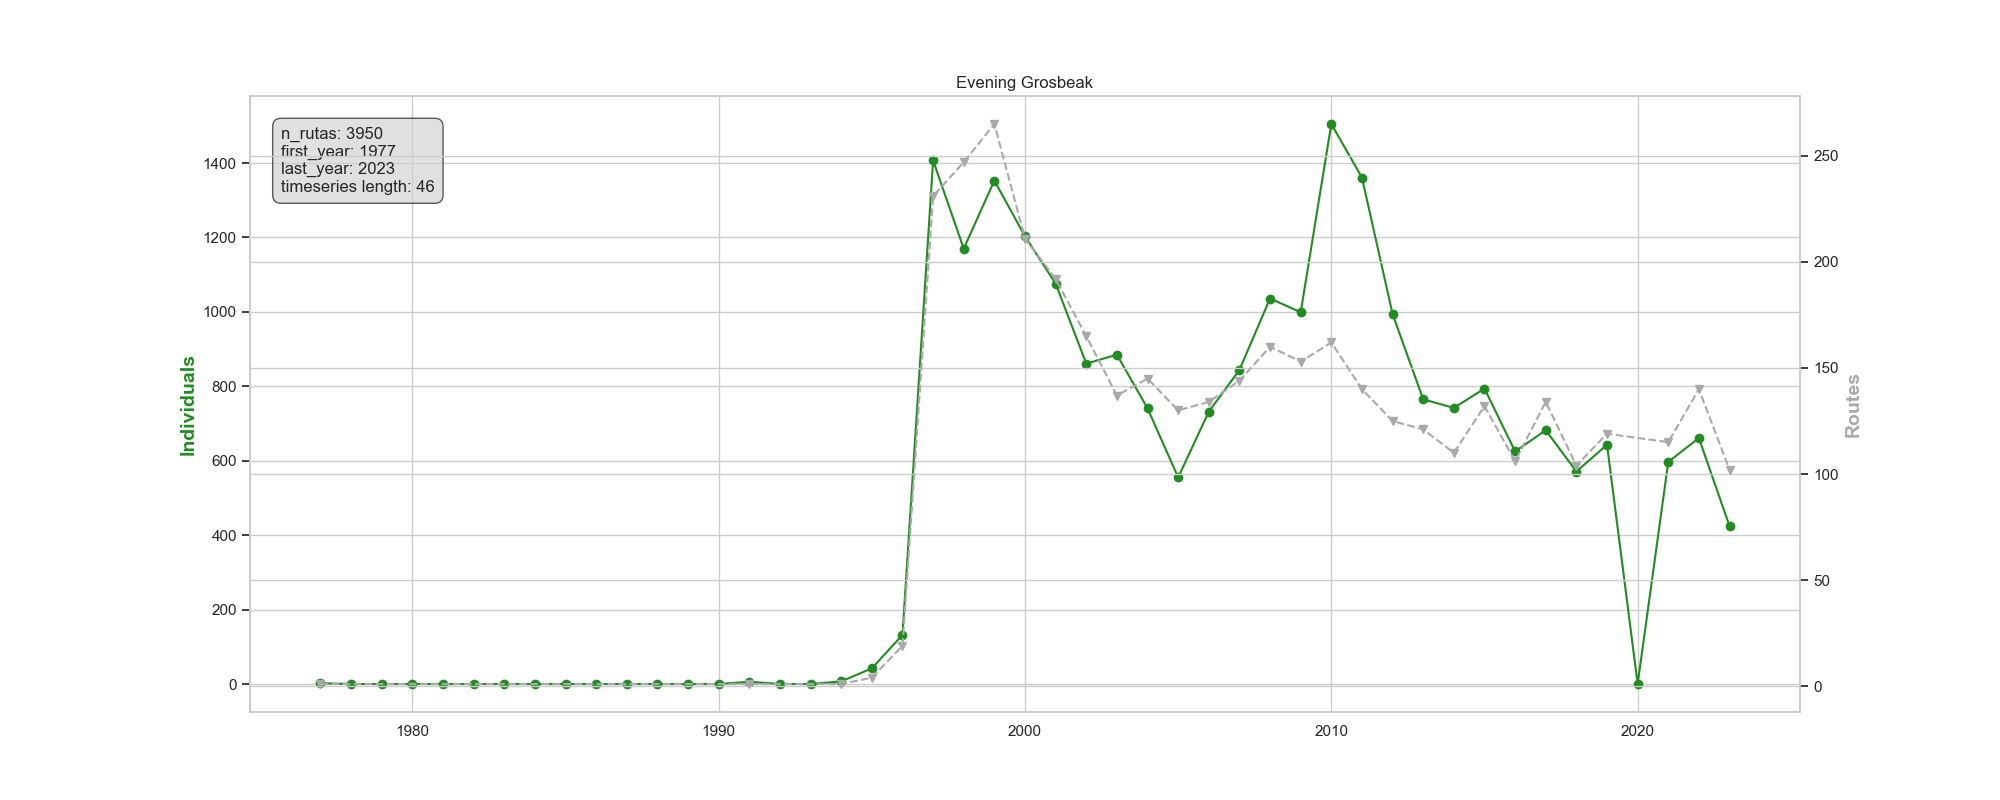 Evening Grosbeak
n_rutas: 3950
first_year: 1977
last_year: 2023
timeseries length: 46
Individuals
1400
1200
1000
800
600
400
200
0
250
200
150
100
50
0
Routes
1980 1990 2000 2010 2020